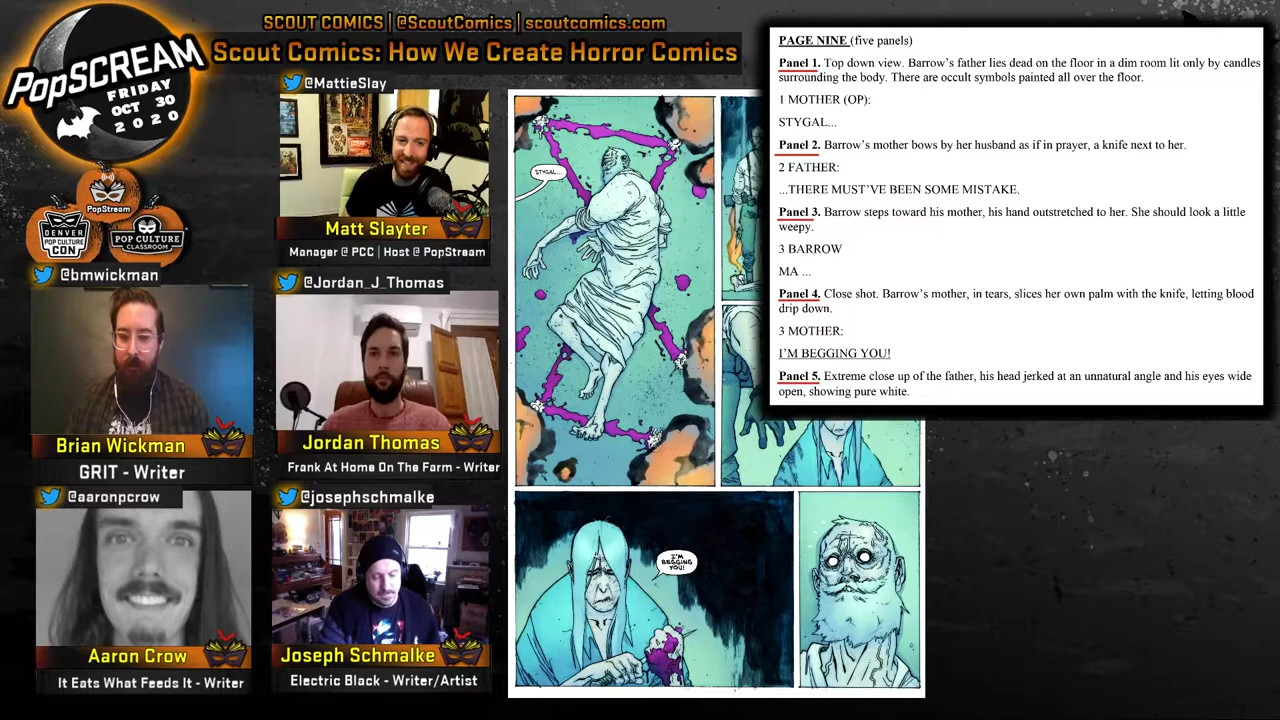 SCOUT COMICS | @ScoutComics | scoutcomics.com
Scout Comics: How We Create Horror Comics
PopSCREAM
FRIDAY
OCT 30
2020
PopStream
DENVER
POP CULTURE
CON
POP CULTURE
CLASSROOM
@MattieSlay
Matt Slayter
Manager @ PCC | Host @ PopStream
@bmwickman
Brian Wickman
GRIT - Writer
@Jordan_J_Thomas
Jordan Thomas
Frank At Home On The Farm - Writer
@aaronpcrow
Aaron Crow
It Eats What Feeds It - Writer
@josephschmalke
Joseph Schmalke
Electric Black - Writer/Artist
STYGAL...
I'M
BEGGING
YOU!
PAGE NINE (five panels)
Panel 1. Top down view. Barrow's father lies dead on the floor in a dim room lit only by candles
surrounding the body. There are occult symbols painted all over the floor.
1 MOTHER (OP):
STYGAL...
Panel 2. Barrow's mother bows by her husband as if in prayer, a knife next to her.
2 FATHER:
...THERE MUST'VE BEEN SOME MISTAKE.
Panel 3. Barrow steps toward his mother, his hand outstretched to her. She should look a little
weepy.
3 BARROW
MA ...
Panel 4. Close shot. Barrow's mother, in tears, slices her own palm with the knife, letting blood
drip down.
3 MOTHER:
I'M BEGGING YOU!
Panel 5. Extreme close up of the father, his head jerked at an unnatural angle and his eyes wide
open, showing pure white.